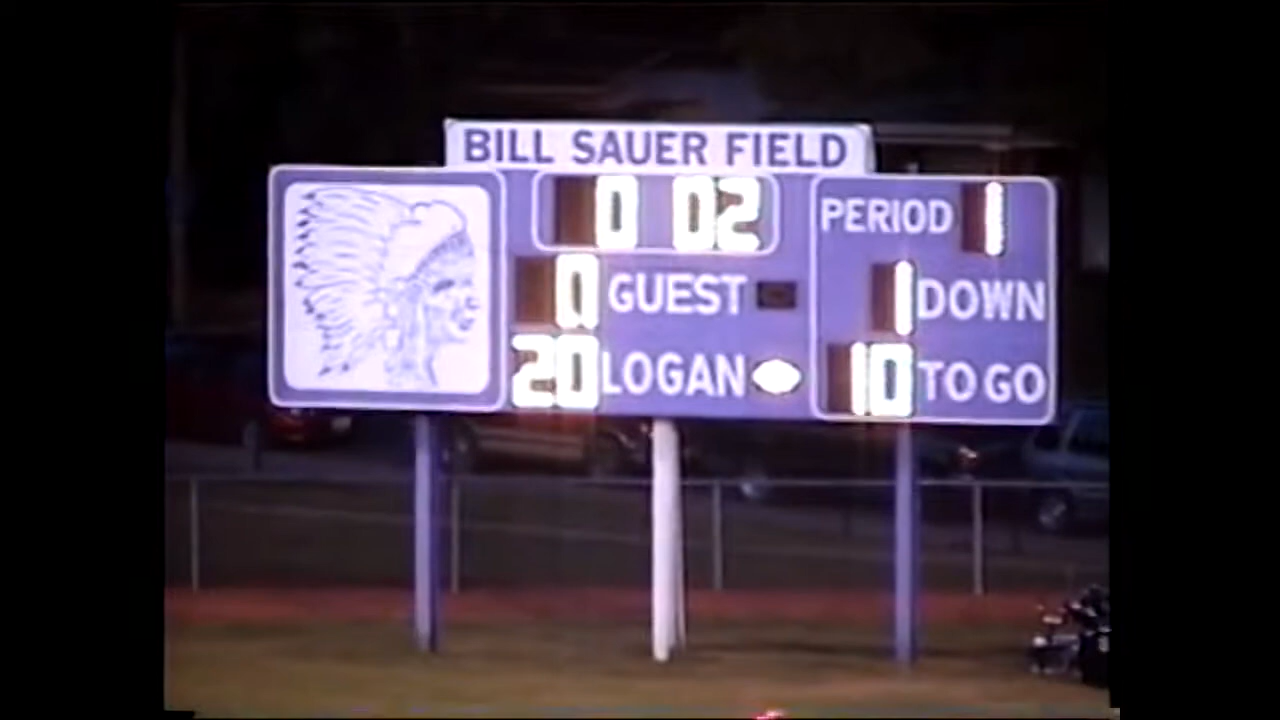 BILL SAUER FIELD
0 02
PERIOD 1
0 GUEST
1 DOWN
20 LOGAN
10 TO GO